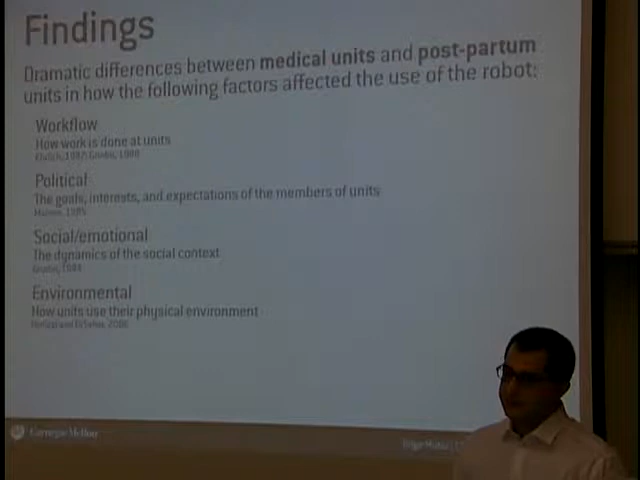 Findings
Dramatic differences between medical units and post-partum
units in how the following factors affected the use of the robot:
Workflow
How work is done at units
Political
The goals, interests, and expectations of the members of units
Social/emotional
The dynamics of the social context
Environmental
How units use their physical environment
Carnegie Mellon